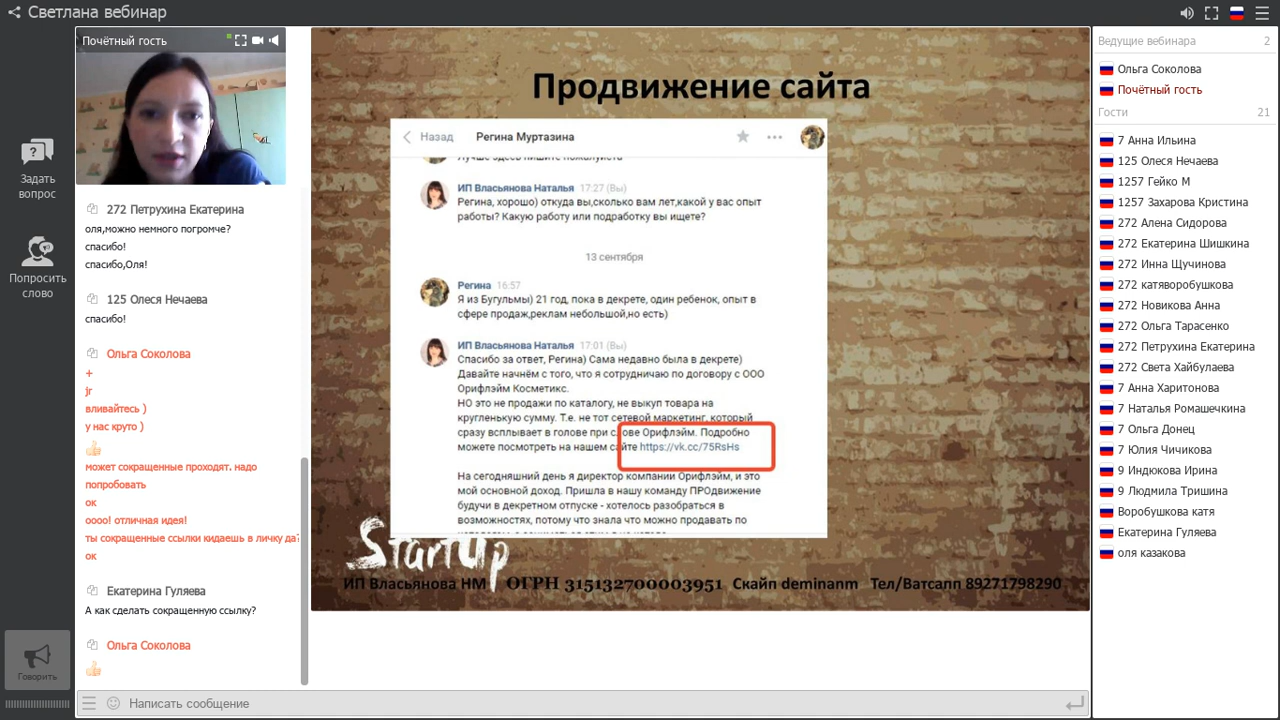 Светлана вебинар
Почётный гость
Задать
вопрос
Попросить
слово
Говорить
272 Петрухина Екатерина
оля,можно немного погромче?
спасибо!
спасибо,Оля!
125 Олеся Нечаева
спасибо!
Ольга Соколова
+
jr
вливайтесь )
у нас круто )
может сокращенные проходят. надо
попробовать
ок
оооо! отличная идея!
ты сокращенные ссылки кидаешь в личку да?
ок
Екатерина Гуляева
А как сделать сокращенную ссылку?
Ольга Соколова
Написать сообщение
Продвижение сайта
Назад Регина Муртазина
Лучше здесь пишите пожалуйста
ИП Власьянова Наталья 17:27 (Вы)
Регина, хорошо) откуда вы,сколько вам лет,какой у вас опыт
работы? Какую работу или подработку вы ищете?
13 сентября
Регина 16:57
Я из Бугульмы) 21 год, пока в декрете, один ребенок, опыт в
сфере продаж,реклам небольшой,но есть)
ИП Власьянова Наталья 17:01 (Вы)
Спасибо за ответ, Регина) Сама недавно была в декрете)
Давайте начнём с того, что я сотрудничаю по договору с ООО
Орифлэйм Косметикс.
НО это не продажи по каталогу, не выкуп товара на
кругленькую сумму. Т.е. не тот сетевой маркетинг, который
сразу всплывает в голове при слове Орифлэйм. Подробно
можете посмотреть на нашем сайте https://vk.cc/75RsHs
На сегодняшний день я директор компании Орифлэйм, и это
мой основной доход. Пришла в нашу команду ПРОдвижение
будучи в декретном отпуске - хотелось разобраться в
возможностях, потому что знала что можно продавать по
StartUp
ИП Власьянова НМ ОГРН 315132700003951 Скайп deminanm Тел/Ватсапп 89271798290
Ведущие вебинара 2
Ольга Соколова
Почётный гость
Гости 21
7 Анна Ильина
125 Олеся Нечаева
1257 Гейко М
1257 Захарова Кристина
272 Алена Сидорова
272 Екатерина Шишкина
272 Инна Щучинова
272 катяворобушкова
272 Новикова Анна
272 Ольга Тарасенко
272 Петрухина Екатерина
272 Света Хайбулаева
7 Анна Харитонова
7 Наталья Ромашечкина
7 Ольга Донец
7 Юлия Чичикова
9 Индюкова Ирина
9 Людмила Тришина
Воробушкова катя
Екатерина Гуляева
оля казакова